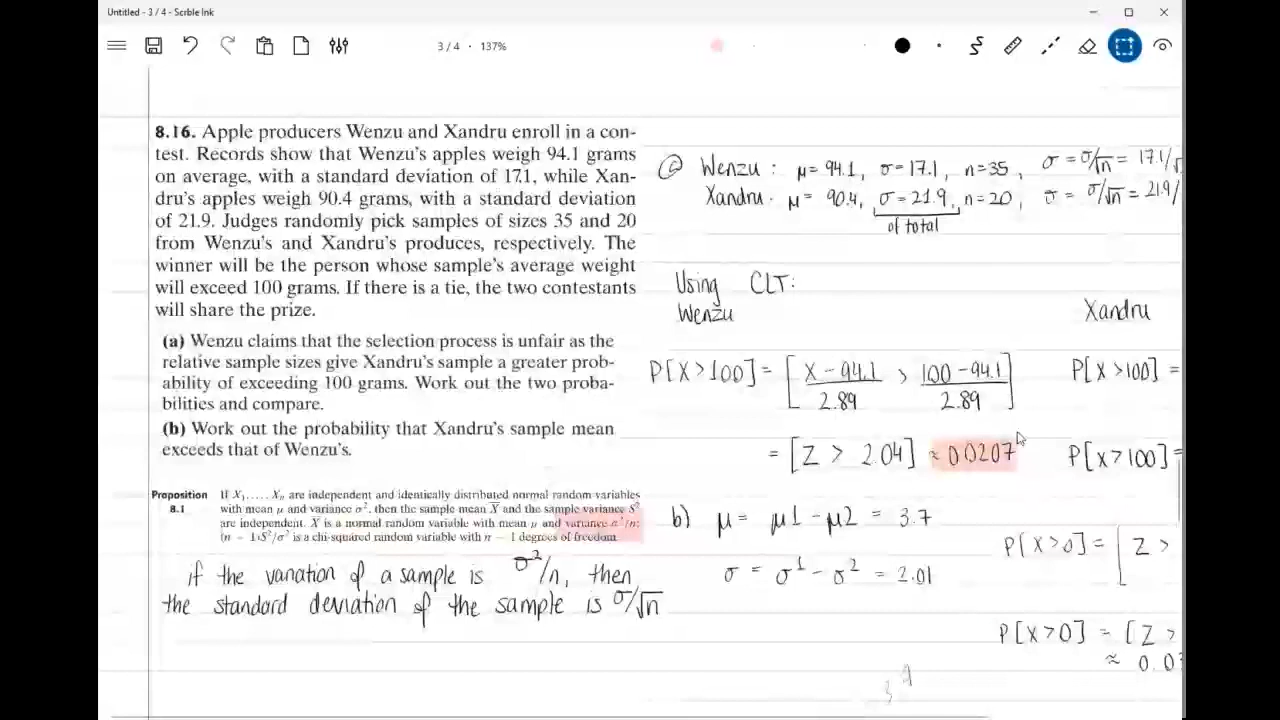 Untitled - 3 / 4 - Scrble Ink
3/4 · 137%
8.16. Apple producers Wenzu and Xandru enroll in a con-
test. Records show that Wenzu's apples weigh 94.1 grams
on average, with a standard deviation of 17.1, while Xan-
dru's apples weigh 90.4 grams, with a standard deviation
of 21.9. Judges randomly pick samples of sizes 35 and 20
from Wenzu's and Xandru's produces, respectively. The
winner will be the person whose sample's average weight
will exceed 100 grams. If there is a tie, the two contestants
will share the prize.
(a) Wenzu claims that the selection process is unfair as the
relative sample sizes give Xandru's sample a greater prob-
ability of exceeding 100 grams. Work out the two proba-
bilities and compare.
(b) Work out the probability that Xandru's sample mean
exceeds that of Wenzu's.
Proposition 8.1
If X₁, . . . , Xₙ are independent and identically distributed normal random variables
with mean μ and variance σ², then the sample mean X̅ and the sample variance S²
are independent. X̅ is a normal random variable with mean μ and variance σ²/n;
(n − 1)S²/σ² is a chi-squared random variable with n − 1 degrees of freedom.
if the variation of a sample is σ²/n, then
the standard deviation of the sample is σ/√n
Wenzu: μ= 94.1, σ=17.1, n=35, σ = σ/√n = 17.1/√
Xandru: μ= 90.4, σ=21.9, n=20, σ = σ/√n = 21.9/
of total
Using CLT:
Wenzu
Xandru
P[X>100] = [X-94.1/2.89 > 100-94.1/2.89]
P[X>100] =
= [Z > 2.04] ≈ 0.0207
P[X>100] =
b) μ = μ1 - μ2 = 3.7
P[X>0] = [Z >
σ = σ1 - σ2 = 2.01
P[X>0] = [Z >
≈ 0.03